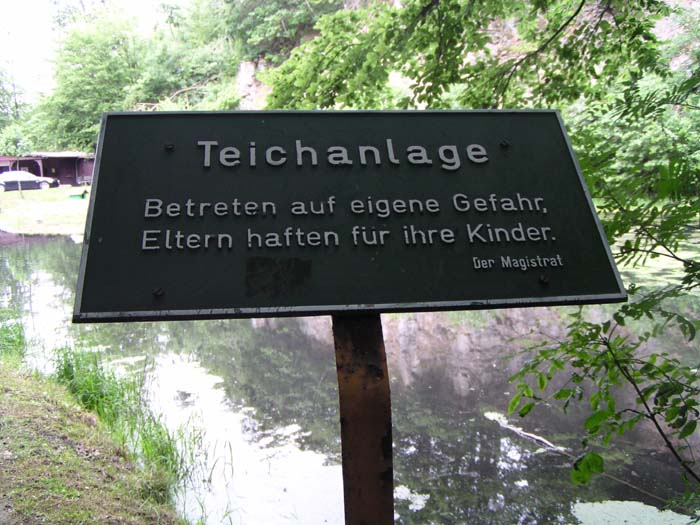 Teichanlage
Betreten auf eigene Gefahr,
Eltern haften für ihre Kinder.
Der Magistrat